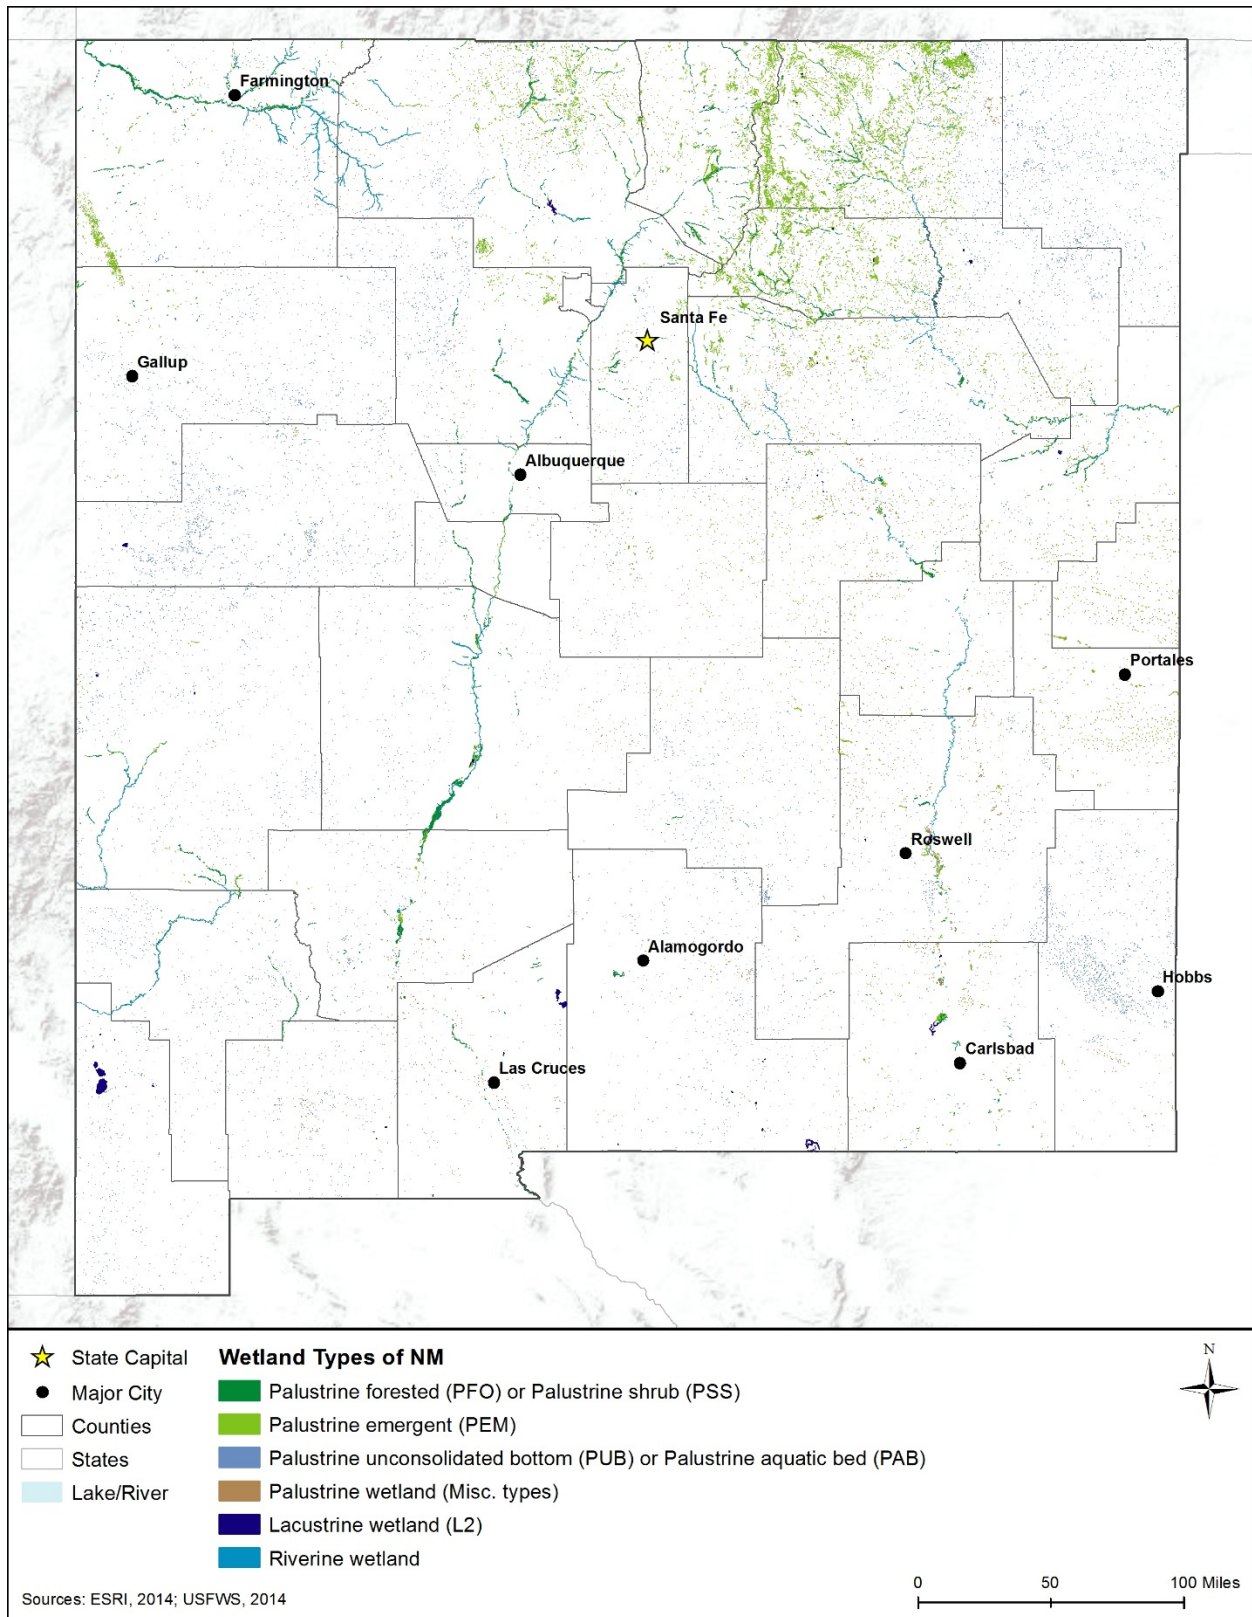 Farmington
Santa Fe
Gallup
Albuquerque
Portales
Roswell
Alamogordo
Hobbs
Carlsbad
Las Cruces
State Capital
Major City
Counties
States
Lake/River
Wetland Types of NM
Palustrine forested (PFO) or Palustrine shrub (PSS)
Palustrine emergent (PEM)
Palustrine unconsolidated bottom (PUB) or Palustrine aquatic bed (PAB)
Palustrine wetland (Misc. types)
Lacustrine wetland (L2)
Riverine wetland
N
0 50 100 Miles
Sources: ESRI, 2014; USFWS, 2014